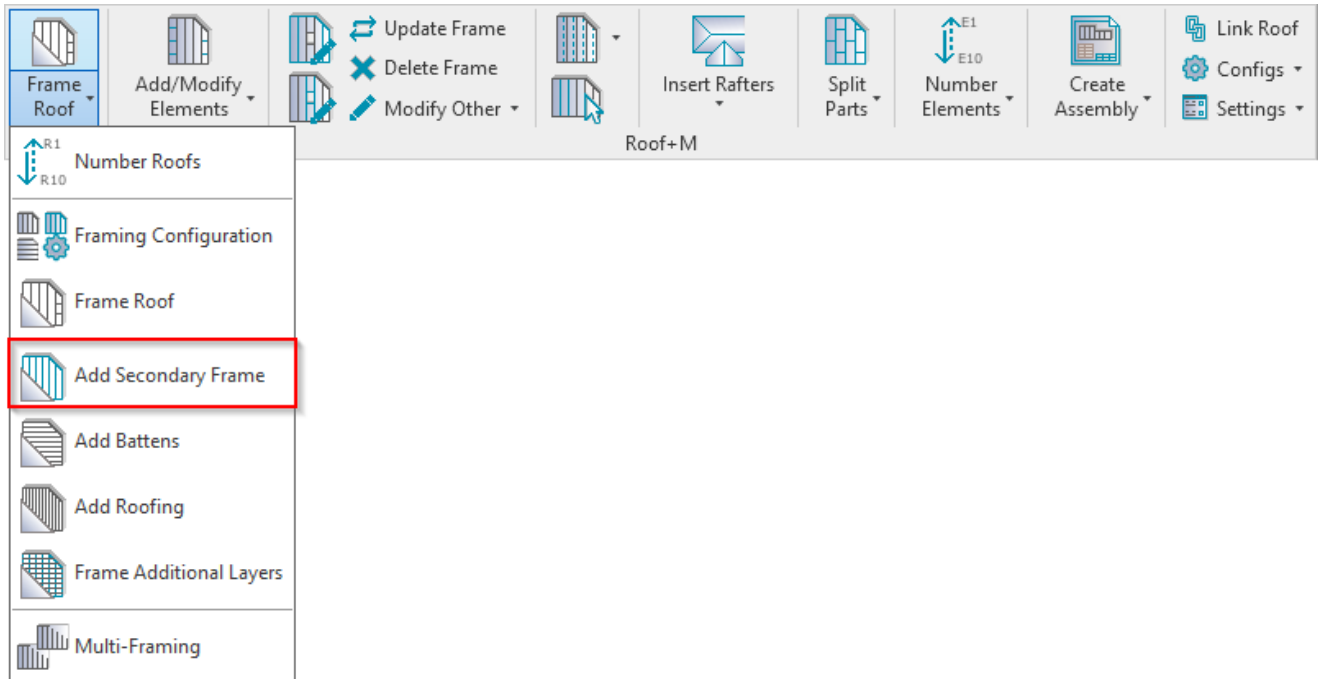 Frame
Roof
Add/Modify
Elements
Update Frame
Delete Frame
Modify Other
Insert Rafters
Split
Parts
E1
E10
Number
Elements
Create
Assembly
Link Roof
Configs
Settings
Roof+M
R1
R10
Number Roofs
Framing Configuration
Frame Roof
Add Secondary Frame
Add Battens
Add Roofing
Frame Additional Layers
Multi-Framing